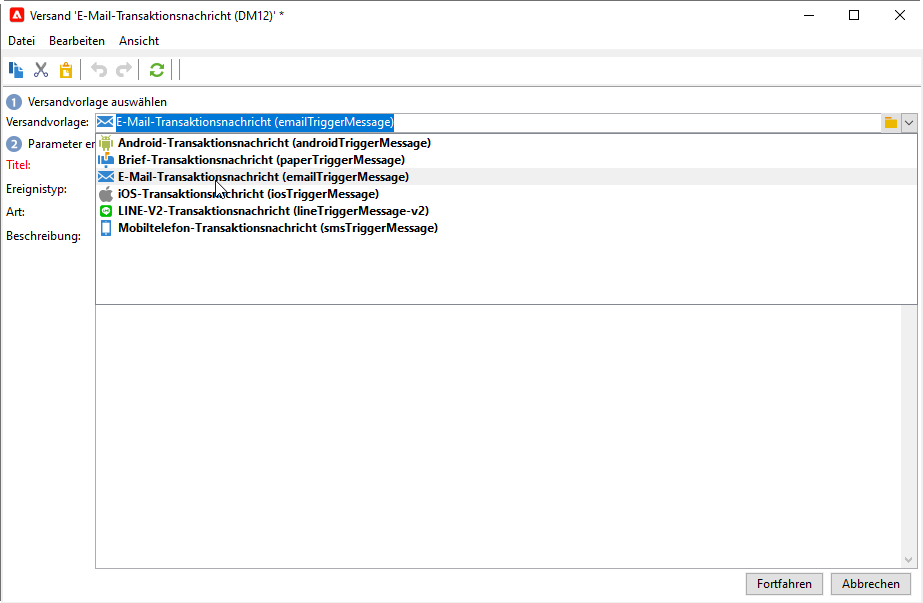 Versand 'E-Mail-Transaktionsnachricht (DM12)' *
Datei Bearbeiten Ansicht
1 Versandvorlage auswählen
Versandvorlage: E-Mail-Transaktionsnachricht (emailTriggerMessage)
Android-Transaktionsnachricht (androidTriggerMessage)
2 Parameter er
Brief-Transaktionsnachricht (paperTriggerMessage)
Titel:
E-Mail-Transaktionsnachricht (emailTriggerMessage)
Ereignistyp:
iOS-Transaktionsnachricht (iosTriggerMessage)
Art:
LINE-V2-Transaktionsnachricht (lineTriggerMessage-v2)
Mobiltelefon-Transaktionsnachricht (smsTriggerMessage)
Beschreibung:
Fortfahren Abbrechen